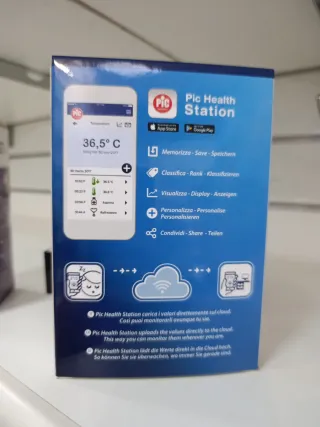 PiC
Temperatura
36,5° C
Pic Health
Station
App Store
Google Play
Memorizza - Save - Speichern
Classifica - Rank - Klassifizieren
Visualizza - Display - Anzeigen
Personalizza - Personalise
Personalisieren
Condividi - Share - Teilen
Pic Health Station carica i valori direttamente sul cloud.
Così puoi monitorarli ovunque tu sia.
Pic Health Station uploads the values directly to the cloud.
This way you can monitor them wherever you are.
Pic Health Station lädt die Werte direkt in die Cloud hoch.
So können Sie sie überwachen, wo immer Sie gerade sind.